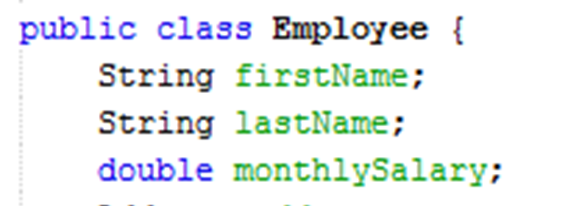 public class Employee {
String firstName;
String lastName;
double monthlySalary;